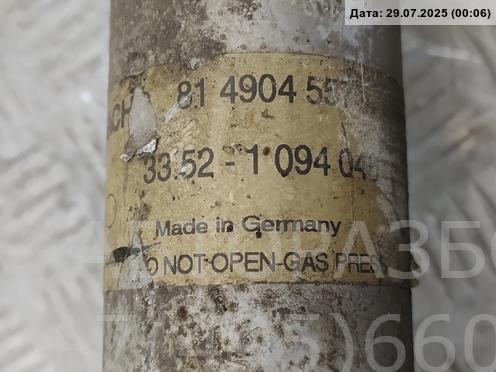 Дата: 29.07.2025 (00:06)
81 4904 55
33.52 - 1 094 04
Made in Germany
NOT OPEN-GAS PRES